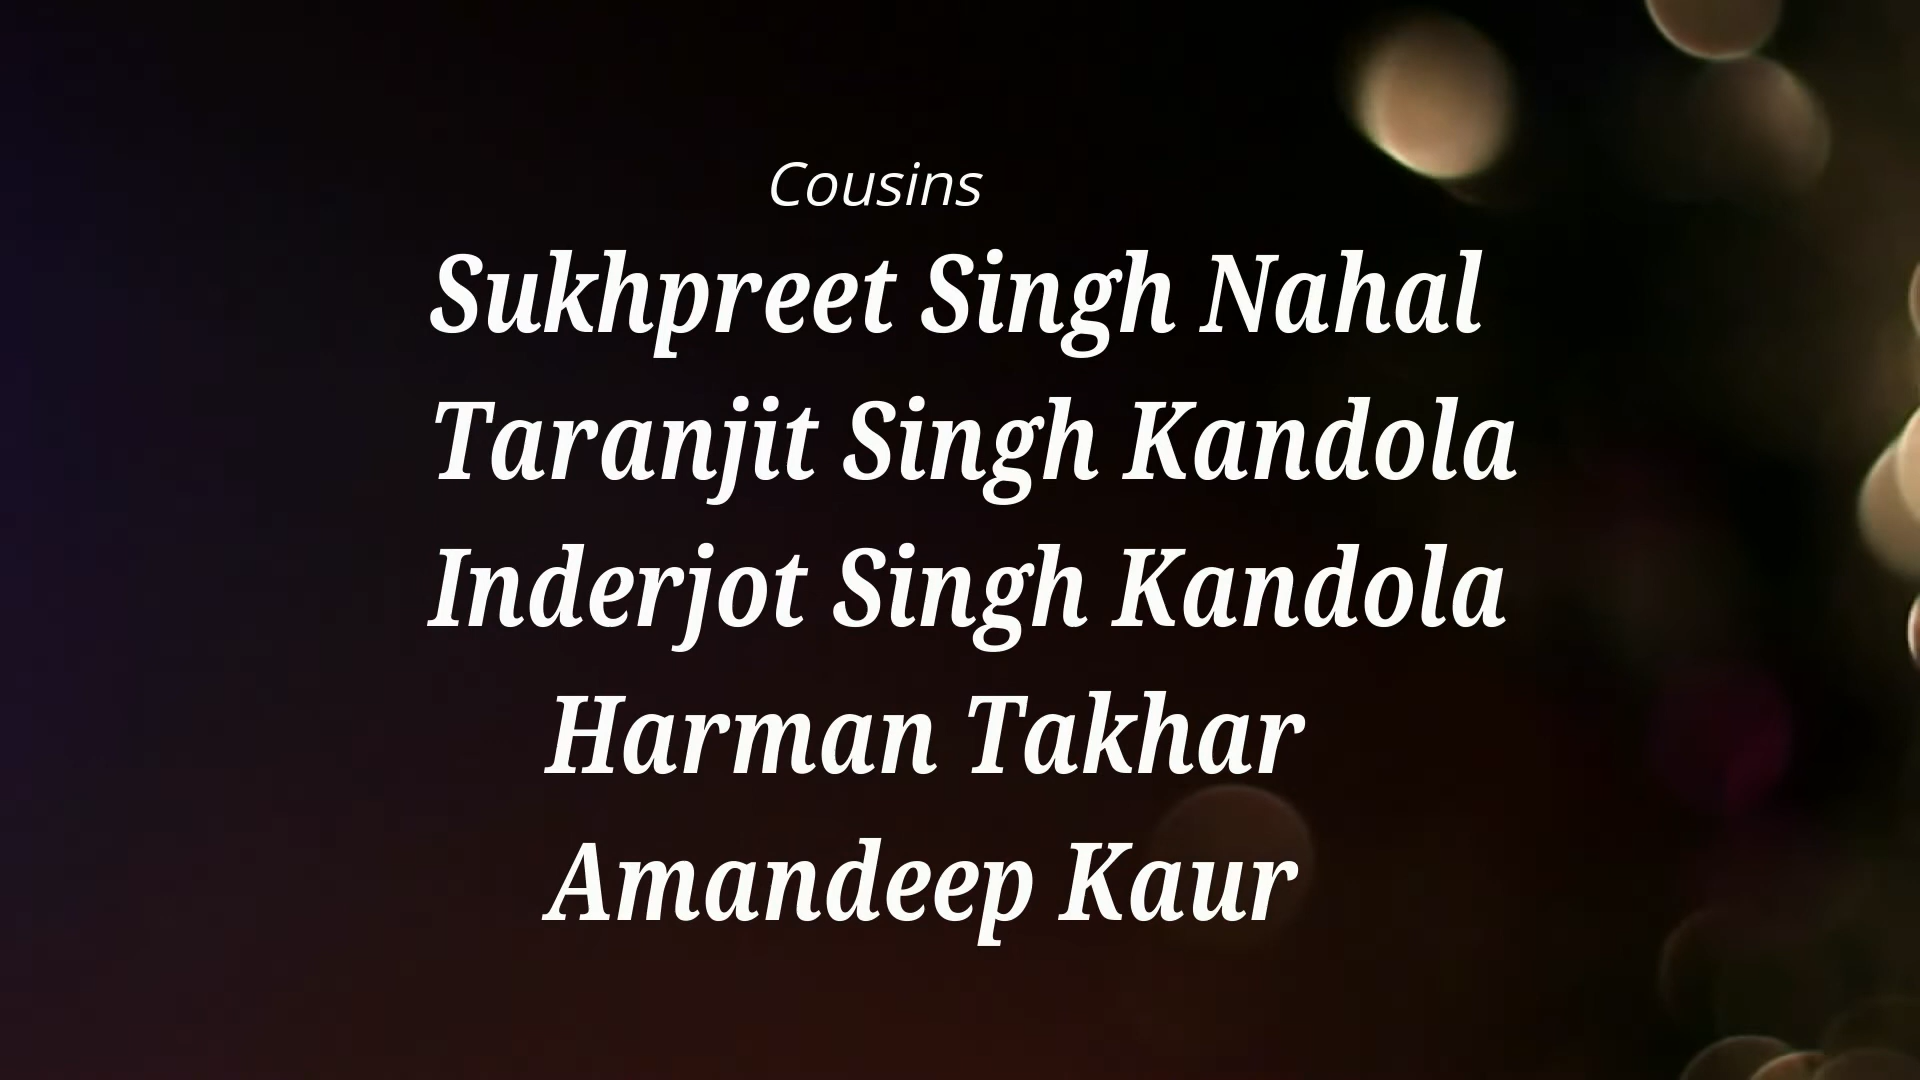 Cousins
Sukhpreet Singh Nahal
Taranjit Singh Kandola
Inderjot Singh Kandola
Harman Takhar
Amandeep Kaur